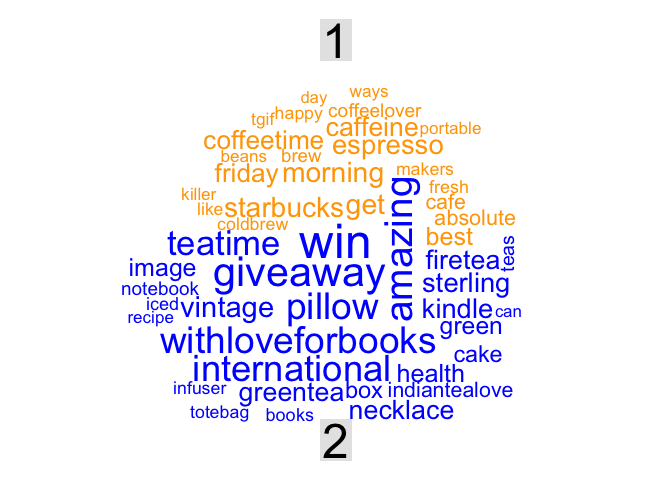 1
day ways
tgif happy coffeelover
coffeetime caffeine portable
beans brew espresso
friday morning makers
killer fresh
like starbucks get cafe
coldbrew absolute
teatime win amazing best
image giveaway firetea teas
notebook sterling
iced vintage pillow kindle can
recipe green
withloveforbooks cake
international health
infuser greentea box indiantealove
totebag books necklace
2